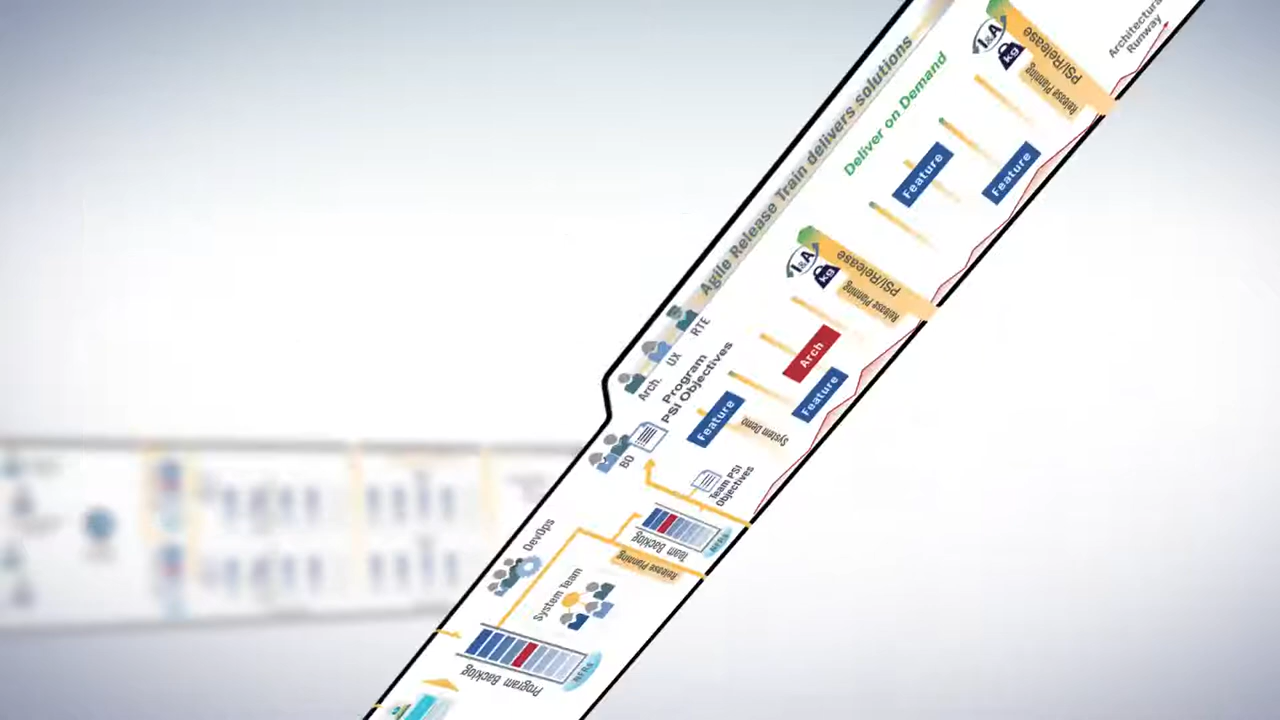 Agile Release Train delivers solutions
Deliver on Demand
Architectural
Runway
I&A
kg
PSI/Release
Release Planning
Feature
Feature
I&A
kg
PSI/Release
Release Planning
Arch
Feature
Feature
System Demo
RTE
UX
Arch.
Program
PSI Objectives
BO
Team PSI
Objectives
Team Backlog
NFRs
Release Planning
DevOps
System Team
Program Backlog
NFRs